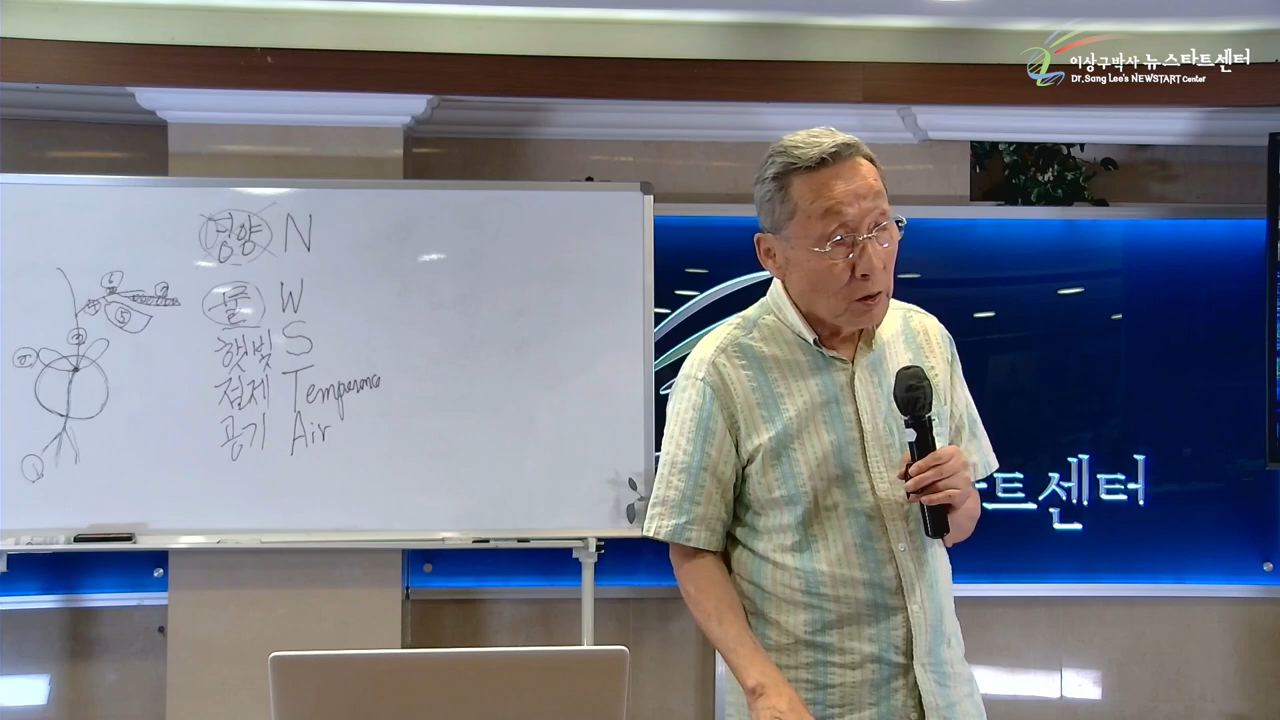 이상구박사 뉴스타트센터
Dr. Sang Lee's NEWSTART Center
영양 N
물 W
햇빛 S
절제 Temperance
공기 Air
트센터